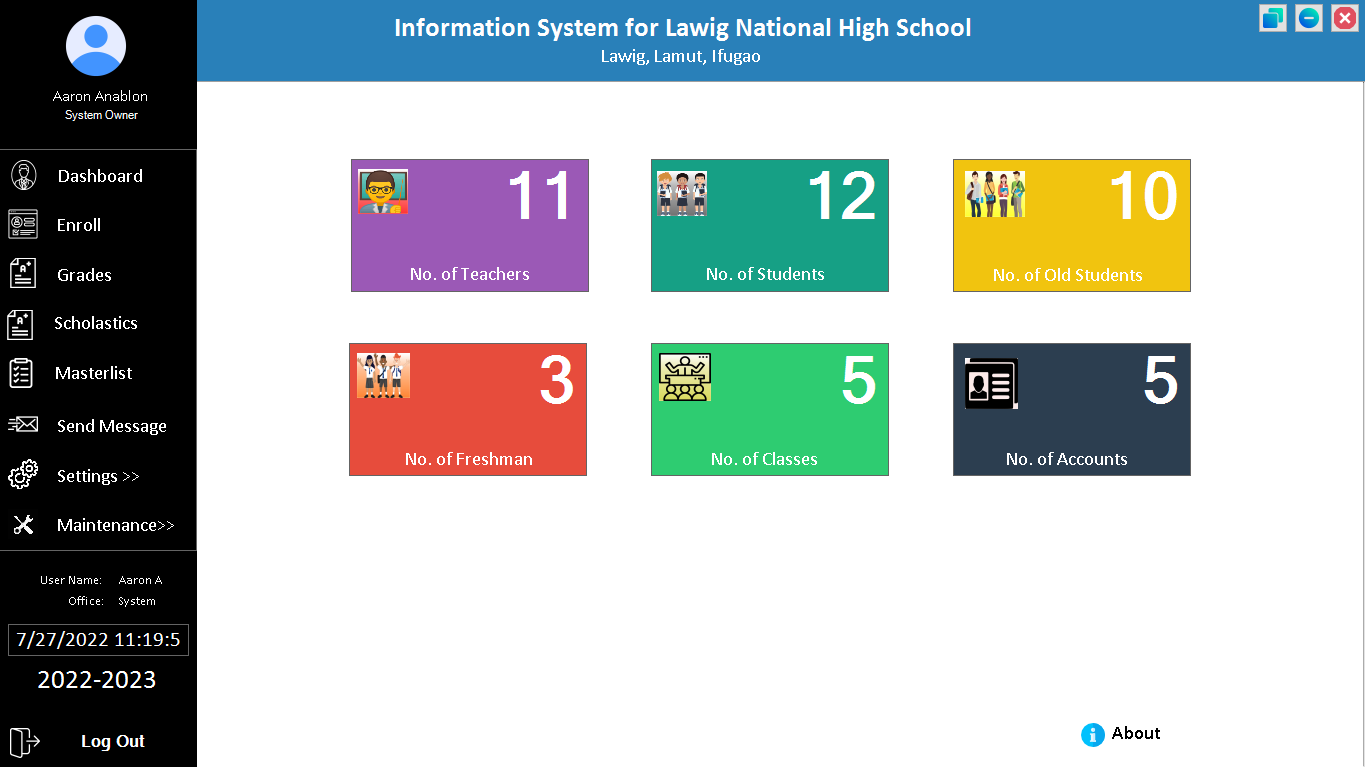 Information System for Lawig National High School
Lawig, Lamut, Ifugao
Aaron Anablon
System Owner
Dashboard
Enroll
Grades
Scholastics
Masterlist
Send Message
Settings >>
Maintenance>>
User Name: Aaron A
Office: System
7/27/2022 11:19:5
2022-2023
Log Out
11
No. of Teachers
12
No. of Students
10
No. of Old Students
3
No. of Freshman
5
No. of Classes
5
No. of Accounts
About